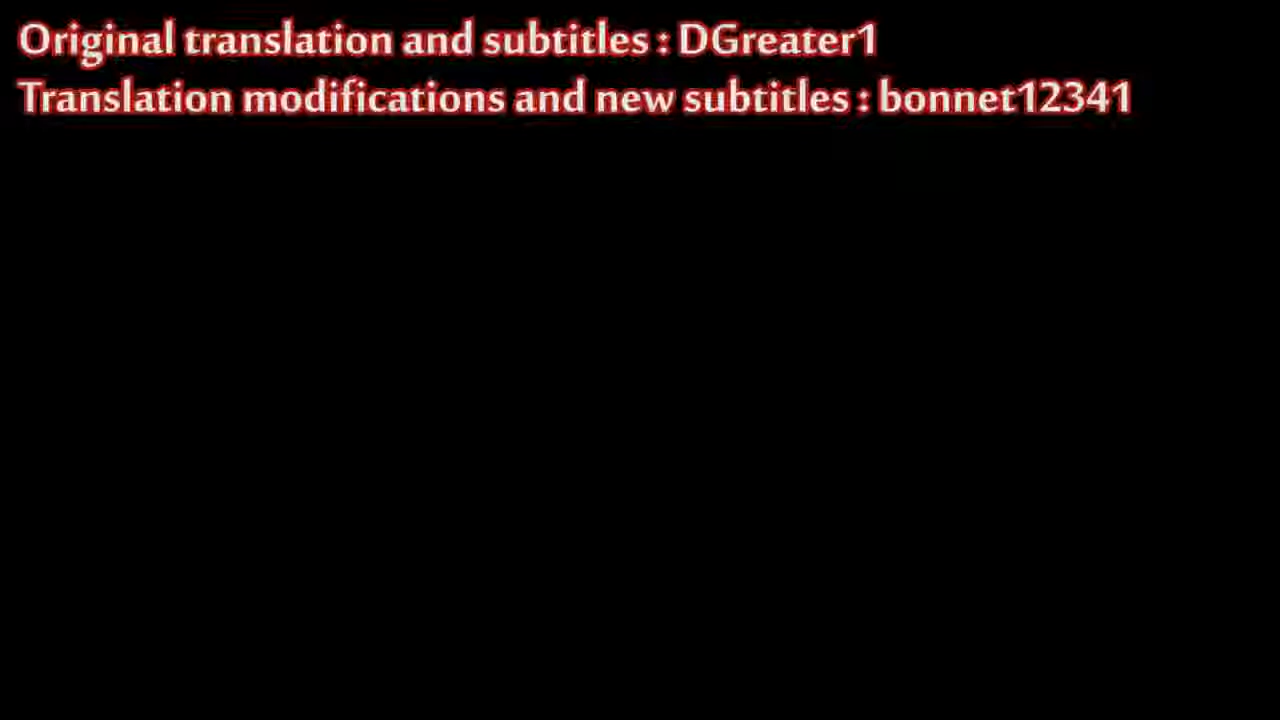 Original translation and subtitles : DGreater1
Translation modifications and new subtitles : bonnet12341